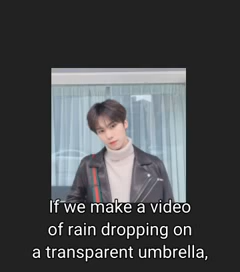 If we make a video
of rain dropping on
a transparent umbrella,